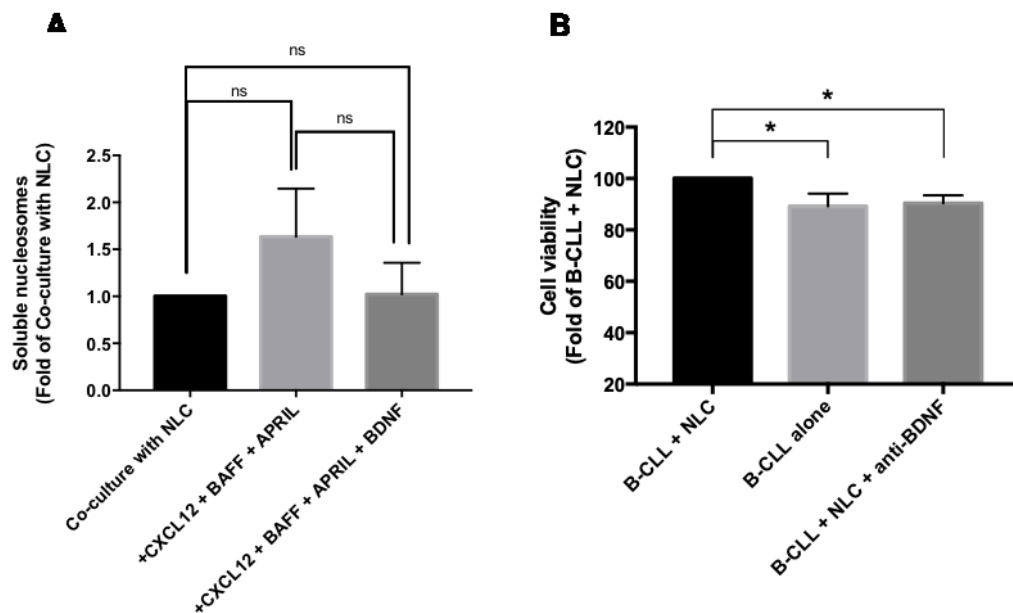 A
ns
ns
ns
Soluble nucleosomes
(Fold of Co-culture with NLC)
2.5
2.0
1.5
1.0
0.5
0.0
Co-culture with NLC
+CXCL12 + BAFF + APRIL
+CXCL12 + BAFF + APRIL + BDNF
B
*
*
Cell viability
(Fold of B-CLL + NLC)
120
100
80
60
40
20
B-CLL + NLC
B-CLL alone
B-CLL + NLC + anti-BDNF